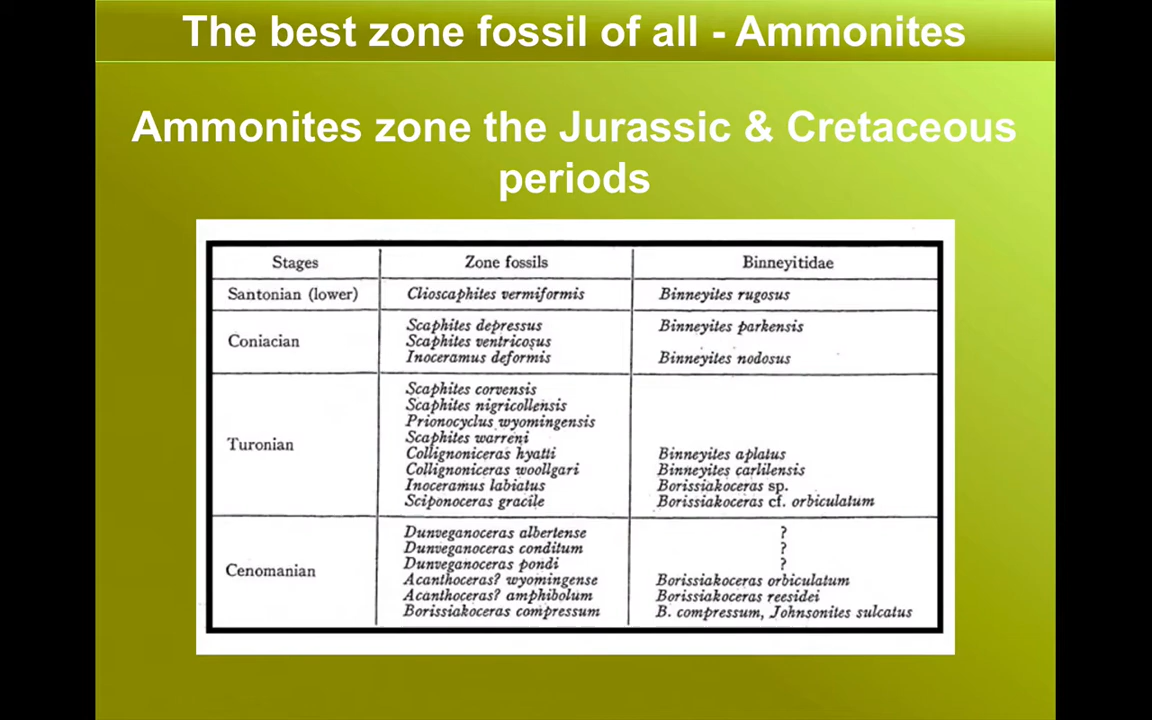 The best zone fossil of all - Ammonites
Ammonites zone the Jurassic & Cretaceous
periods
Stages Zone fossils Binneyitidae
Santonian (lower) Clioscaphites vermiformis Binneyites rugosus
Scaphites depressus Binneyites parkensis
Coniacian Scaphites ventricosus
Inoceramus deformis Binneyites nodosus
Scaphites corvensis
Scaphites nigricollensis
Prionocyclus wyomingensis
Scaphites warreni
Turonian Collignoniceras hyatti Binneyites aplatus
Collignoniceras woollgari Binneyites carlilensis
Inoceramus labiatus Borissiakoceras sp.
Sciponoceras gracile Borissiakoceras cf. orbiculatum
Dunveganoceras albertense ?
Dunveganoceras conditum ?
Dunveganoceras pondi ?
Cenomanian Acanthoceras? wyomingense Borissiakoceras orbiculatum
Acanthoceras? amphibolum Borissiakoceras reesidei
Borissiakoceras compressum B. compressum, Johnsonites sulcatus